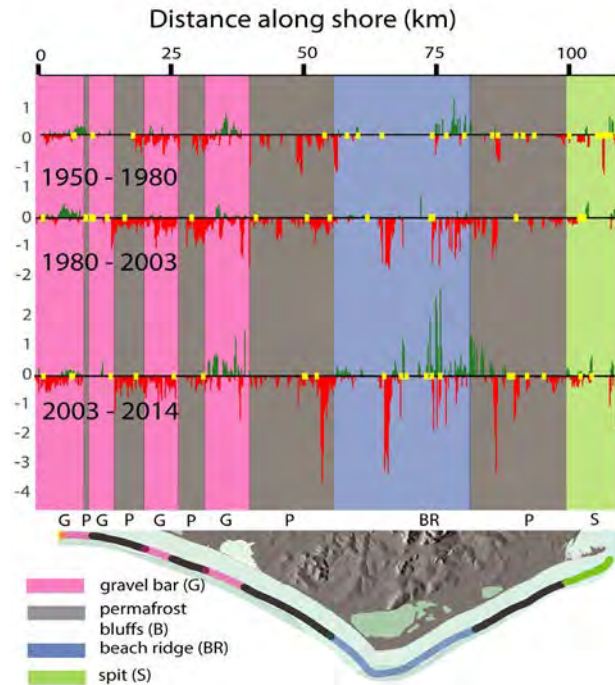 Distance along shore (km)
0 25 50 75 100
1
0
-1
1950 - 1980
1
0
-1
1980 - 2003
-2
2
1
0
2003 - 2014
-1
-2
-3
-4
G P G P G P G P BR P S
gravel bar (G)
permafrost
bluffs (B)
beach ridge (BR)
spit (S)